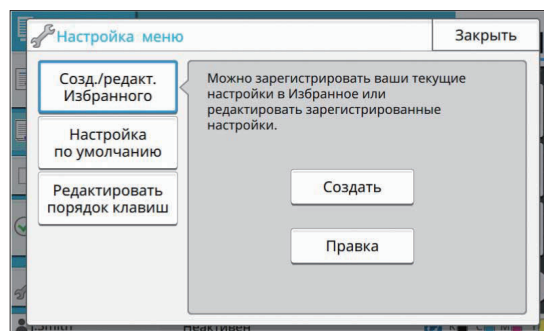 Настройка меню
Закрыть
Созд./редакт.
Избранного
Можно зарегистрировать ваши текущие
настройки в Избранное или
редактировать зарегистрированные
настройки.
Настройка
по умолчанию
Редактировать
порядок клавиш
Создать
Правка
J.Smith Неактивен